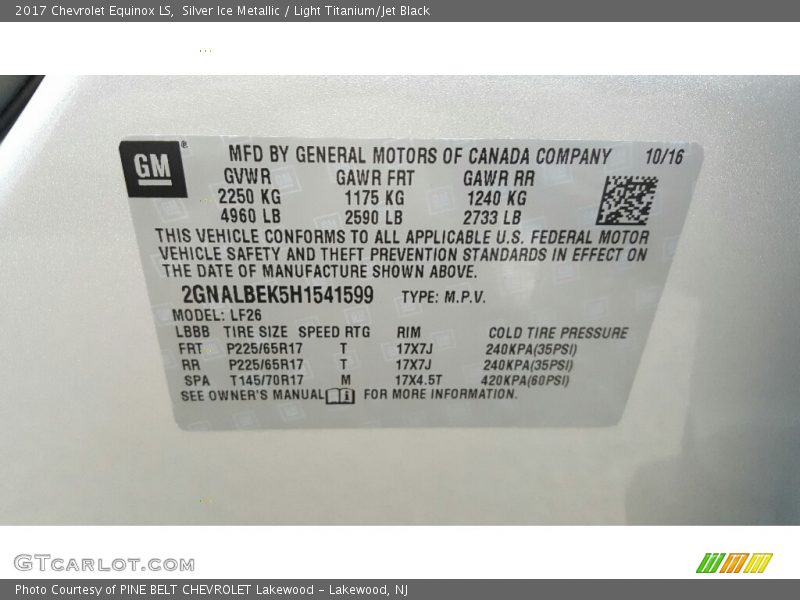 2017 Chevrolet Equinox LS,  Silver Ice Metallic / Light Titanium/Jet Black
GM ®
MFD BY GENERAL MOTORS OF CANADA COMPANY 10/16
GVWR GAWR FRT GAWR RR
2250 KG 1175 KG 1240 KG
4960 LB 2590 LB 2733 LB
THIS VEHICLE CONFORMS TO ALL APPLICABLE U.S. FEDERAL MOTOR
VEHICLE SAFETY AND THEFT PREVENTION STANDARDS IN EFFECT ON
THE DATE OF MANUFACTURE SHOWN ABOVE.
2GNALBEK5H1541599 TYPE: M.P.V.
MODEL: LF26
LBBB TIRE SIZE SPEED RTG RIM COLD TIRE PRESSURE
FRT P225/65R17 T 17X7J 240KPA(35PSI)
RR P225/65R17 T 17X7J 240KPA(35PSI)
SPA T145/70R17 M 17X4.5T 420KPA(60PSI)
SEE OWNER'S MANUAL FOR MORE INFORMATION.
GTCARLOT.COM
Photo Courtesy of PINE BELT CHEVROLET Lakewood - Lakewood, NJ